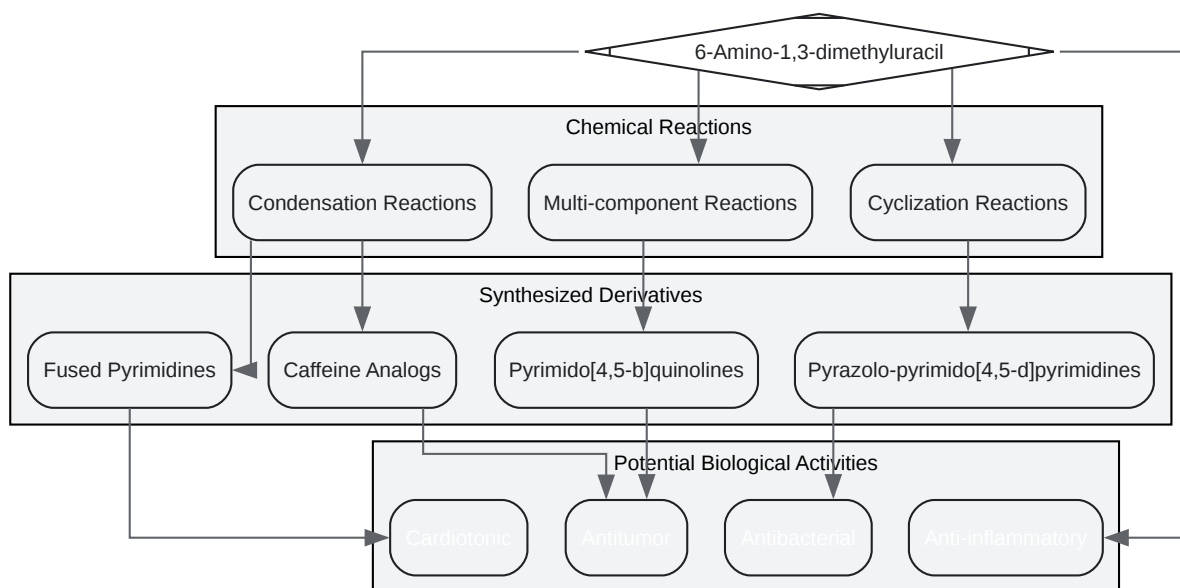 6-Amino-1,3-dimethyluracil
Chemical Reactions
Condensation Reactions
Multi-component Reactions
Cyclization Reactions
Synthesized Derivatives
Fused Pyrimidines
Caffeine Analogs
Pyrimido[4,5-b]quinolines
Pyrazolo-pyrimido[4,5-d]pyrimidines
Potential Biological Activities
Cardiotonic
Antitumor
Antibacterial
Anti-inflammatory